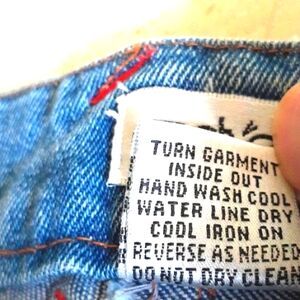 TURN GARMENT
INSIDE OUT
HAND WASH COOL
WATER LINE DRY
COOL IRON ON
REVERSE AS NEEDED
DO NOT DRY CLEAN